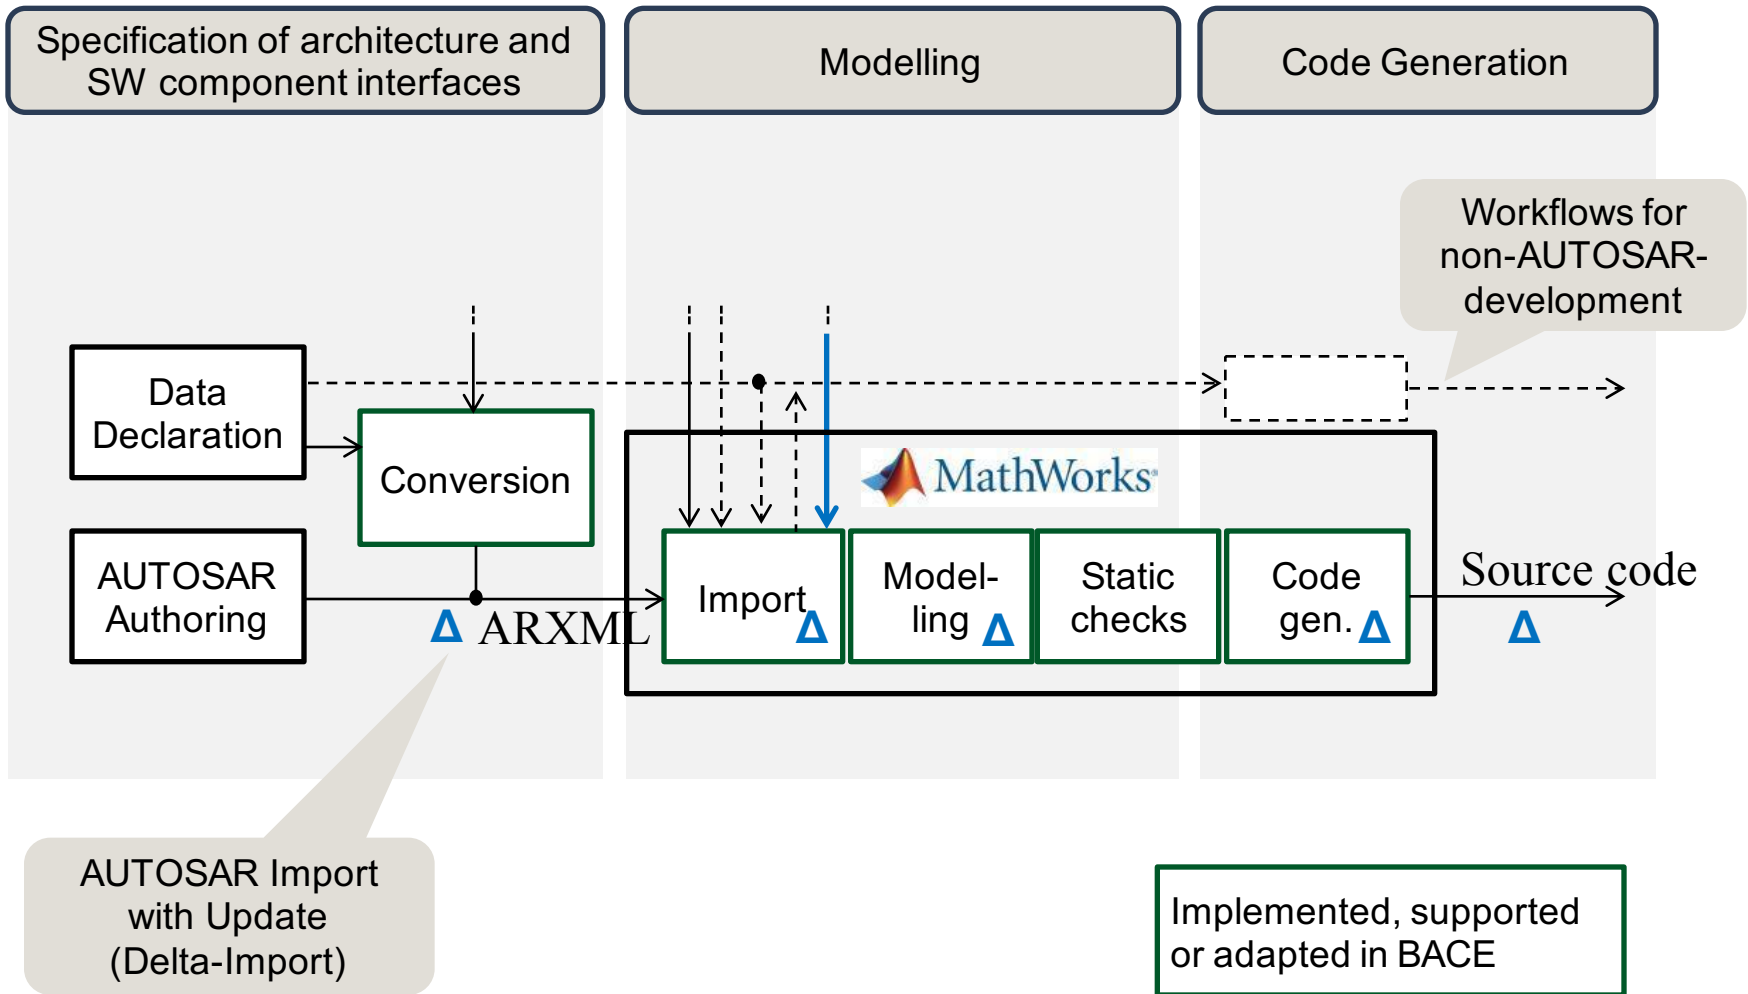 Specification of architecture and
SW component interfaces
Modelling
Code Generation
Workflows for
non-AUTOSAR-
development
Data
Declaration
Conversion
MathWorks®
AUTOSAR
Authoring
Δ ARXML
Import
Δ
Model-
ling Δ
Static
checks
Code
gen. Δ
Source code
Δ
AUTOSAR Import
with Update
(Delta-Import)
Implemented, supported
or adapted in BACE